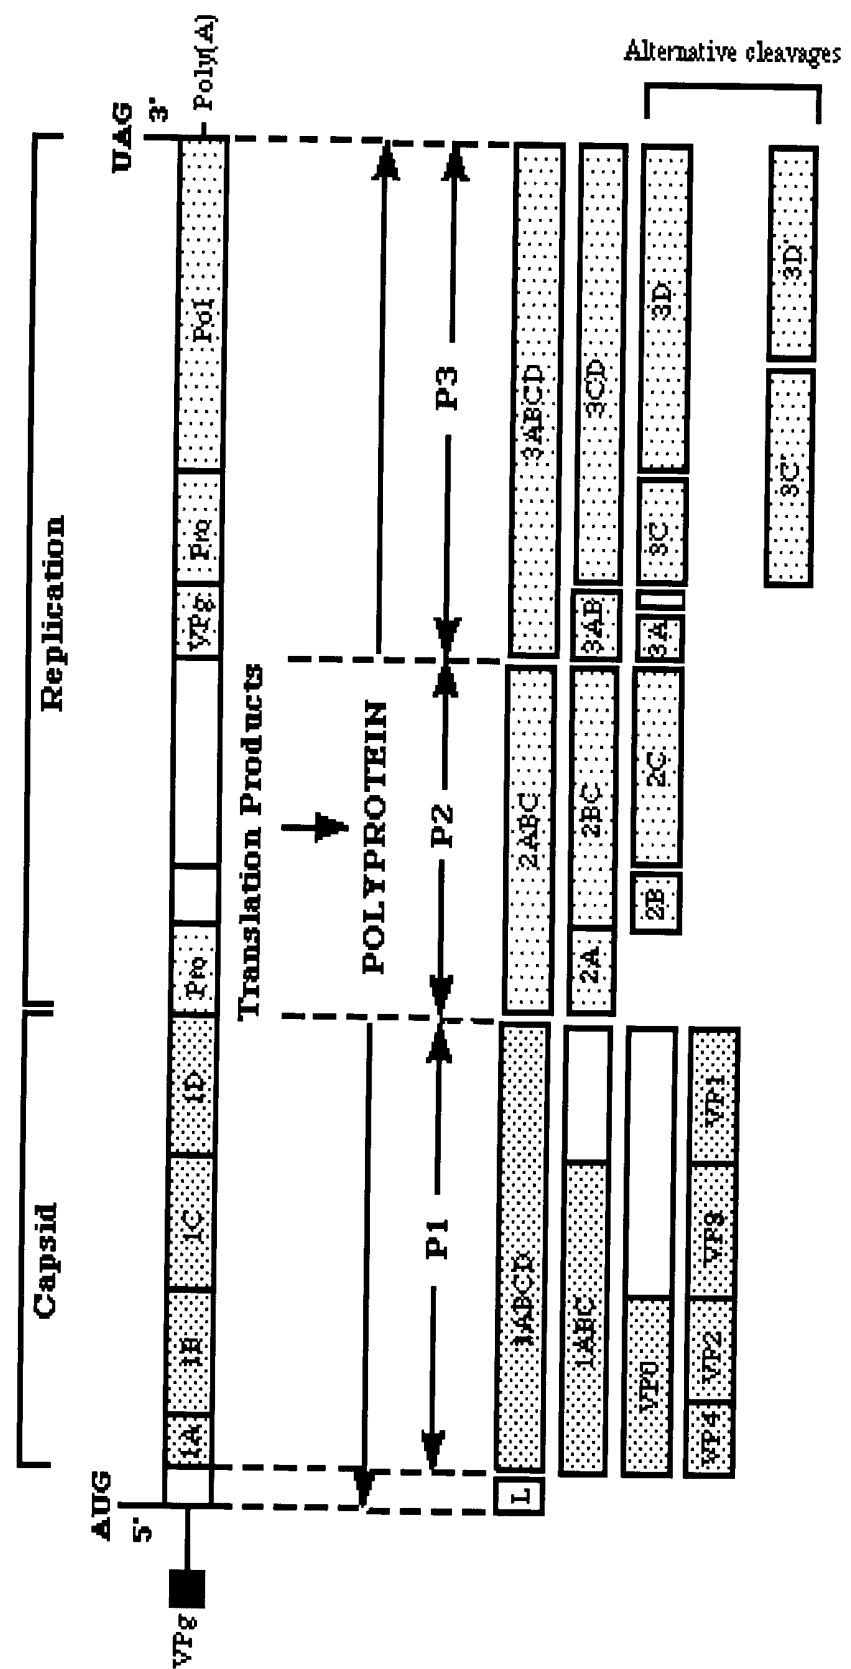 Capsid
Replication
AUG
UAG
5'
3'
VPg
1A
1B
1C
1D
Pro
VPg
Pro
Pol
Poly(A)
Translation Products
POLYPROTEIN
P1
P2
P3
L
1ABCD
2ABC
3ABCD
1ABC
2A
2BC
3AB
3CD
VP0
2B
2C
3A
3C
3D
Alternative cleavages
VP4
VP2
VP3
VP1
3C'
3D'